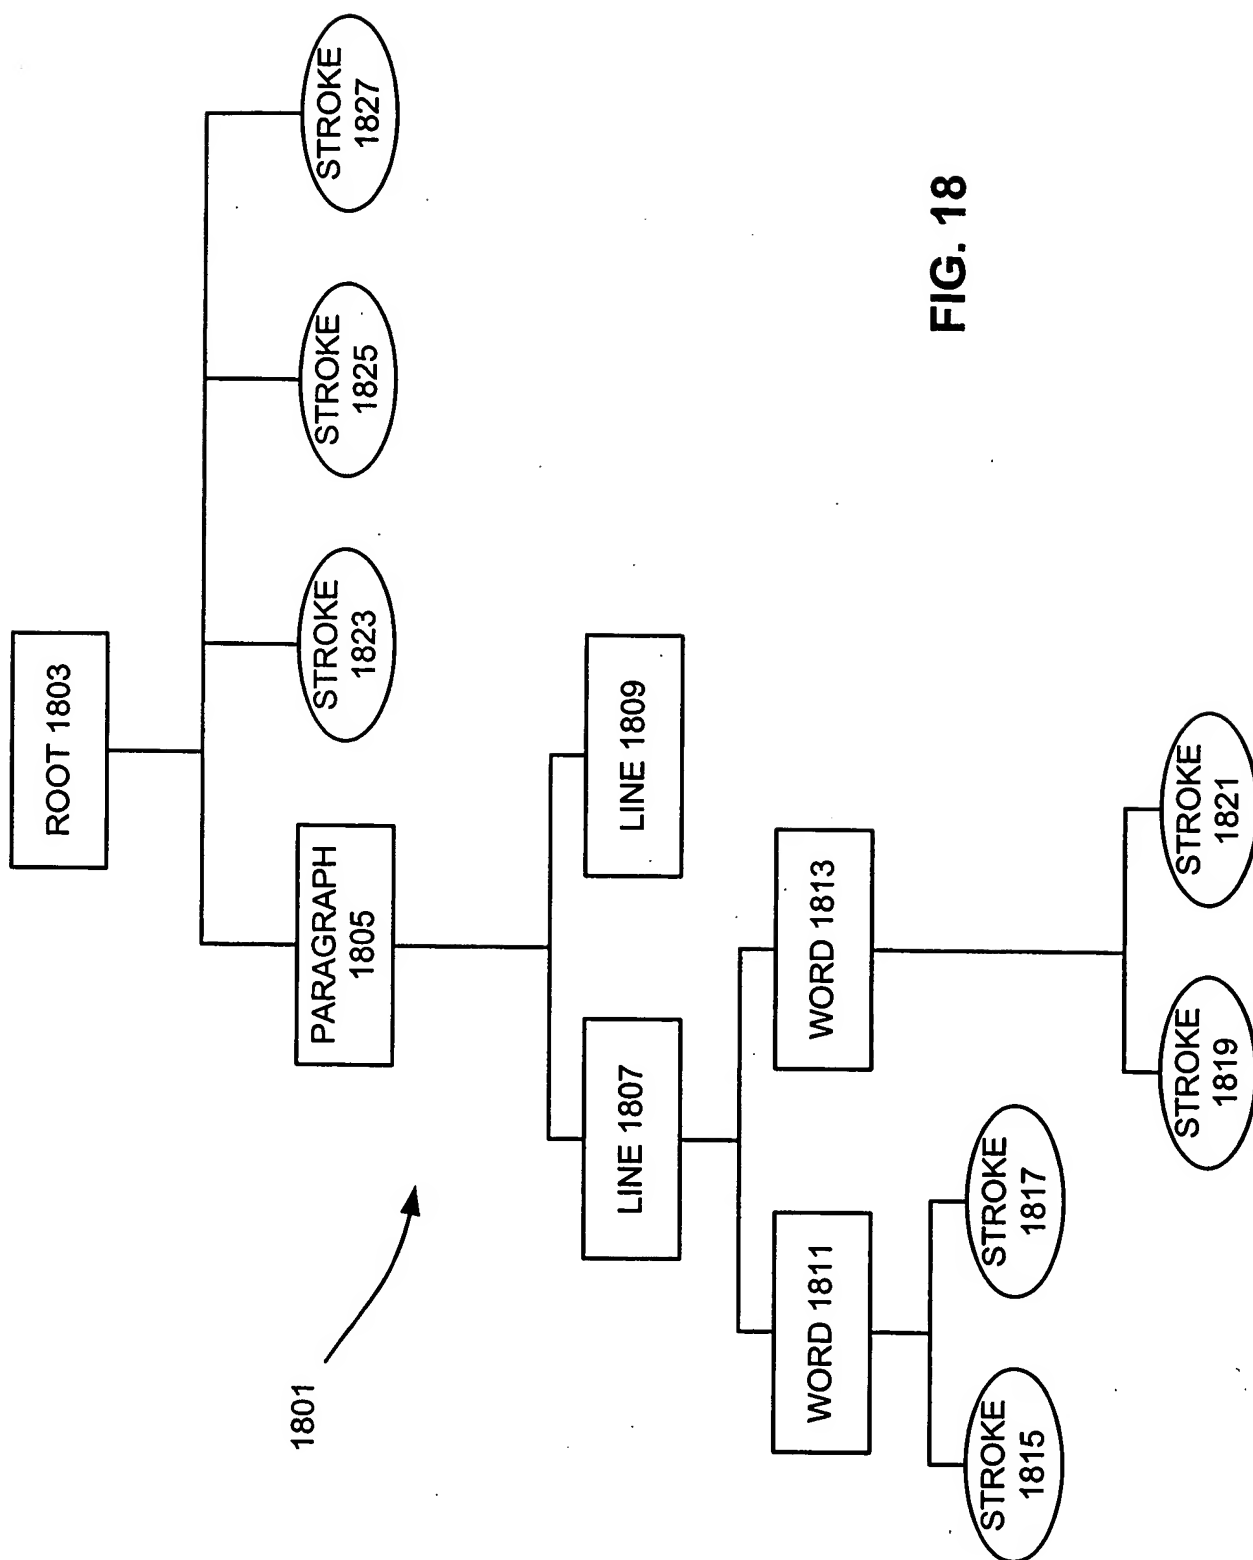 ROOT 1803
PARAGRAPH
1805
STROKE
1823
STROKE
1825
STROKE
1827
1801
LINE 1807
LINE 1809
WORD 1811
WORD 1813
STROKE
1815
STROKE
1817
STROKE
1819
STROKE
1821
FIG. 18